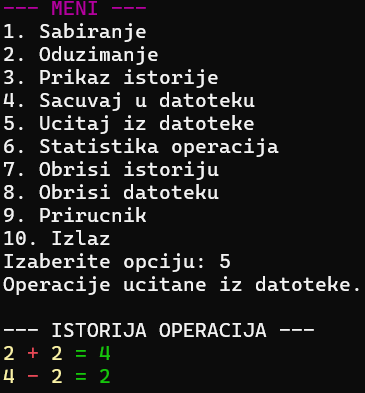 --- MENI ---
1. Sabiranje
2. Oduzimanje
3. Prikaz istorije
4. Sacuvaj u datoteku
5. Ucitaj iz datoteke
6. Statistika operacija
7. Obrisi istoriju
8. Obrisi datoteku
9. Prirucnik
10. Izlaz
Izaberite opciju: 5
Operacije ucitane iz datoteke.
--- ISTORIJA OPERACIJA ---
2 + 2 = 4
4 - 2 = 2